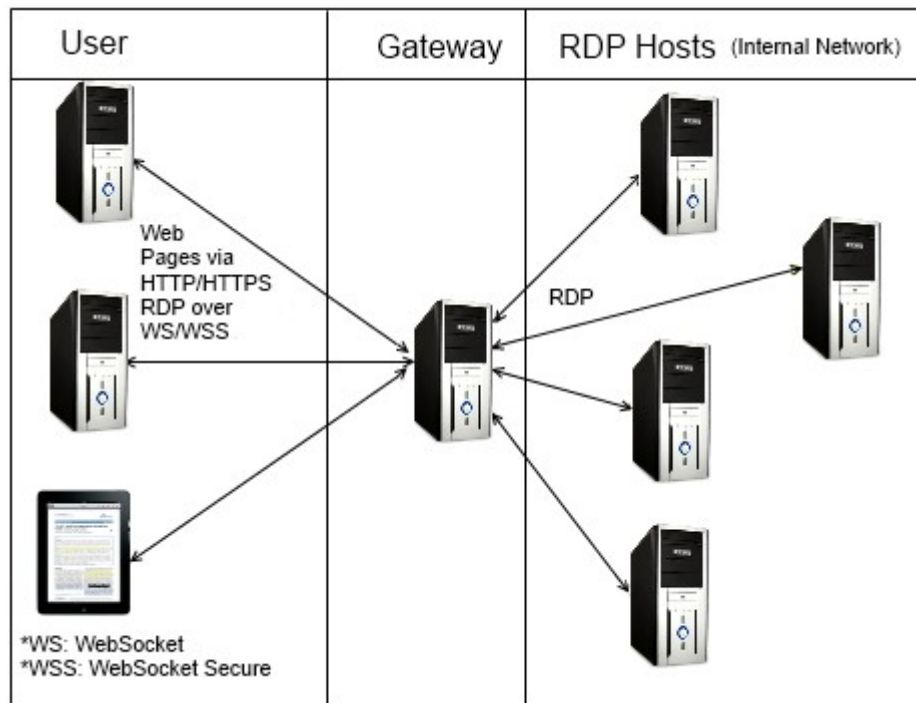 User
Gateway
RDP Hosts (Internal Network)
Web
Pages via
HTTP/HTTPS
RDP over
WS/WSS
RDP
*WS: WebSocket
*WSS: WebSocket Secure